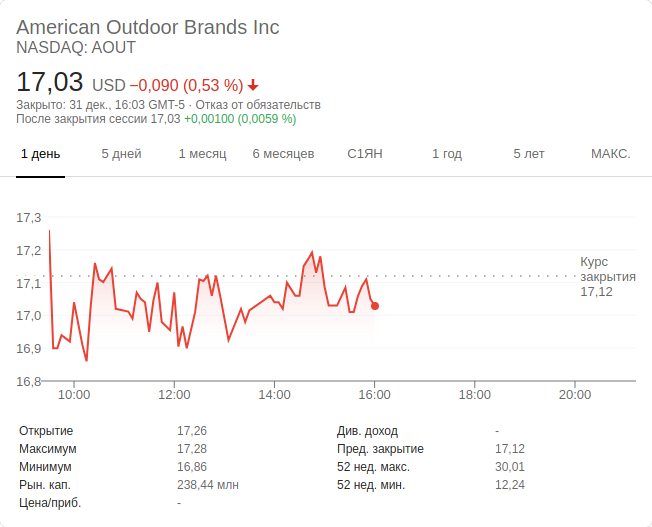 American Outdoor Brands Inc
NASDAQ: AOUT
17,03 USD −0,090 (0,53 %)
Закрыто: 31 дек., 16:03 GMT-5 · Отказ от обязательств
После закрытия сессии 17,03 +0,00100 (0,0059 %)
1 день 5 дней 1 месяц 6 месяцев С1ЯН 1 год 5 лет МАКС.
17,3
17,2
17,1
17,0
16,9
16,8
Курс
закрытия
17,12
10:00 12:00 14:00 16:00 18:00 20:00
Открытие 17,26 Див. доход -
Максимум 17,28 Пред. закрытие 17,12
Минимум 16,86 52 нед. макс. 30,01
Рын. кап. 238,44 млн 52 нед. мин. 12,24
Цена/приб. -